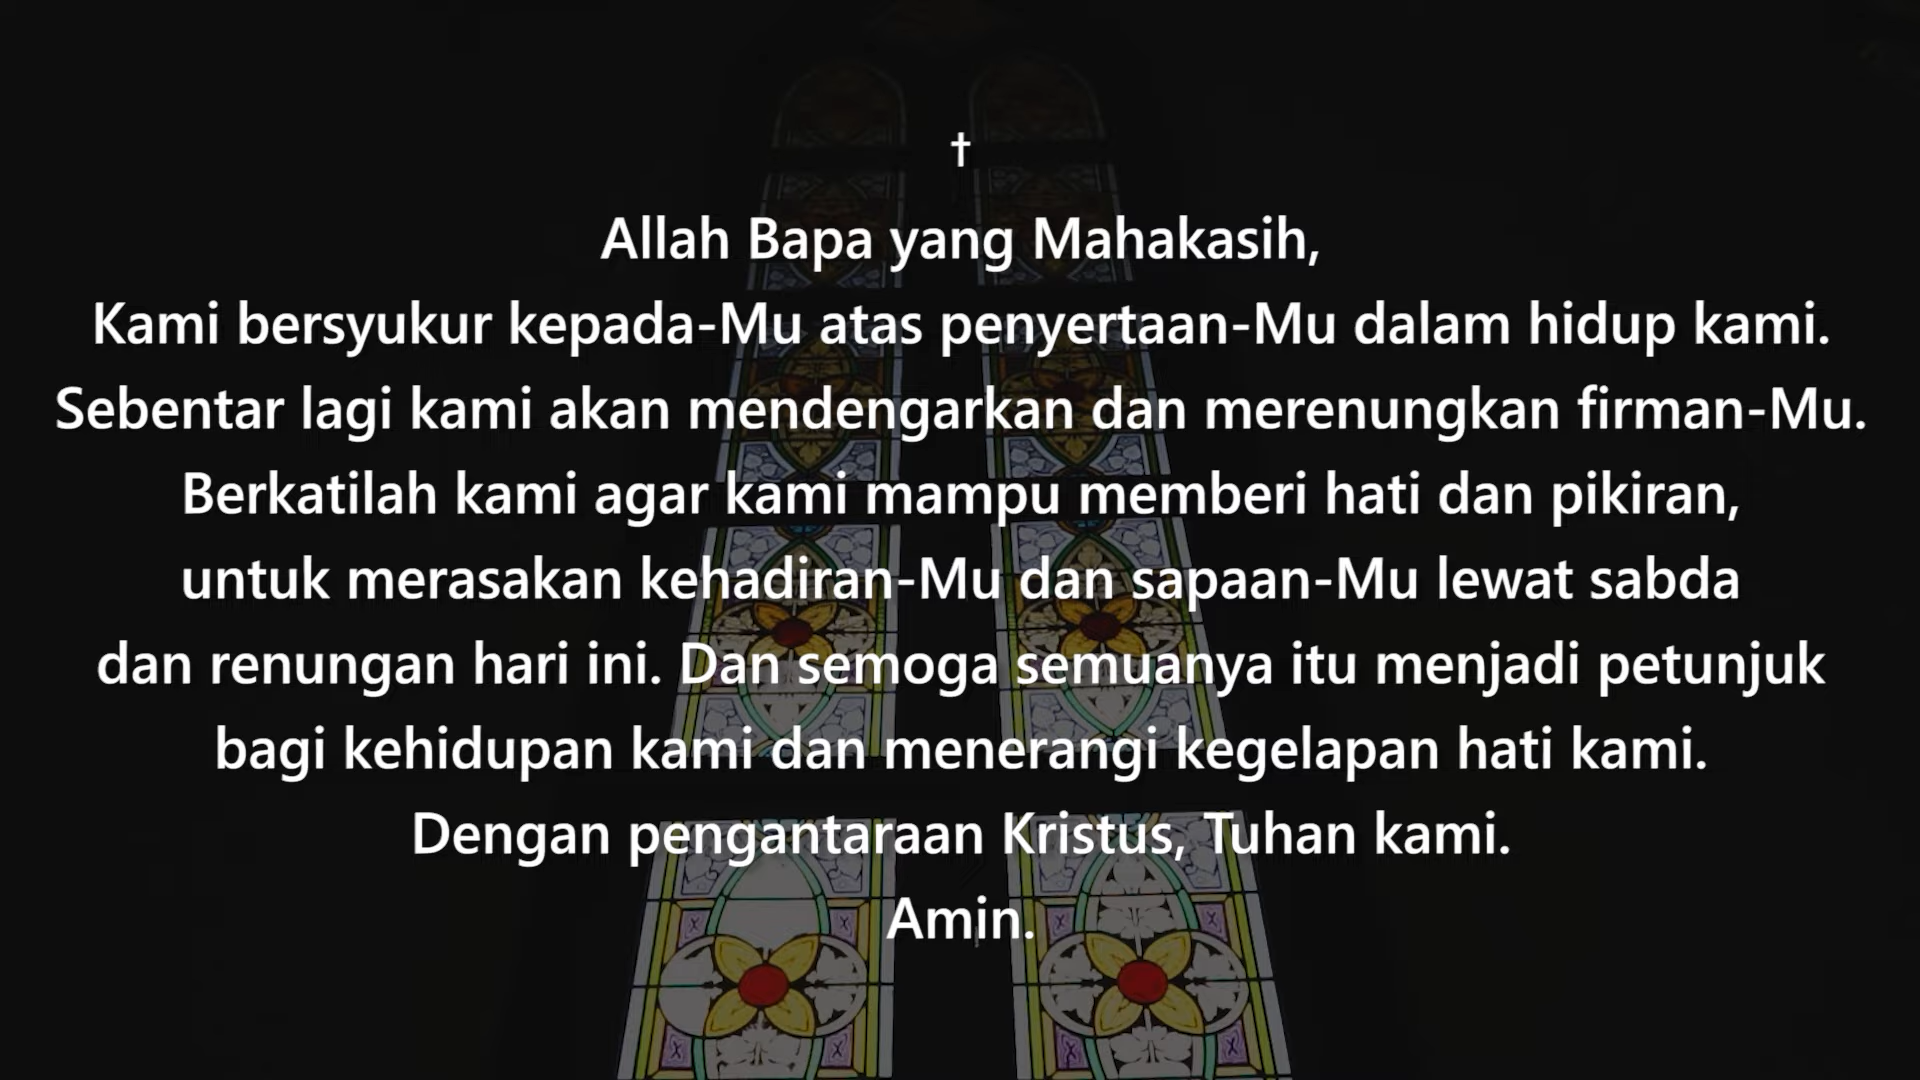 †
Allah Bapa yang Mahakasih,
Kami bersyukur kepada-Mu atas penyertaan-Mu dalam hidup kami.
Sebentar lagi kami akan mendengarkan dan merenungkan firman-Mu.
Berkatilah kami agar kami mampu memberi hati dan pikiran,
untuk merasakan kehadiran-Mu dan sapaan-Mu lewat sabda
dan renungan hari ini. Dan semoga semuanya itu menjadi petunjuk
bagi kehidupan kami dan menerangi kegelapan hati kami.
Dengan pengantaraan Kristus, Tuhan kami.
Amin.